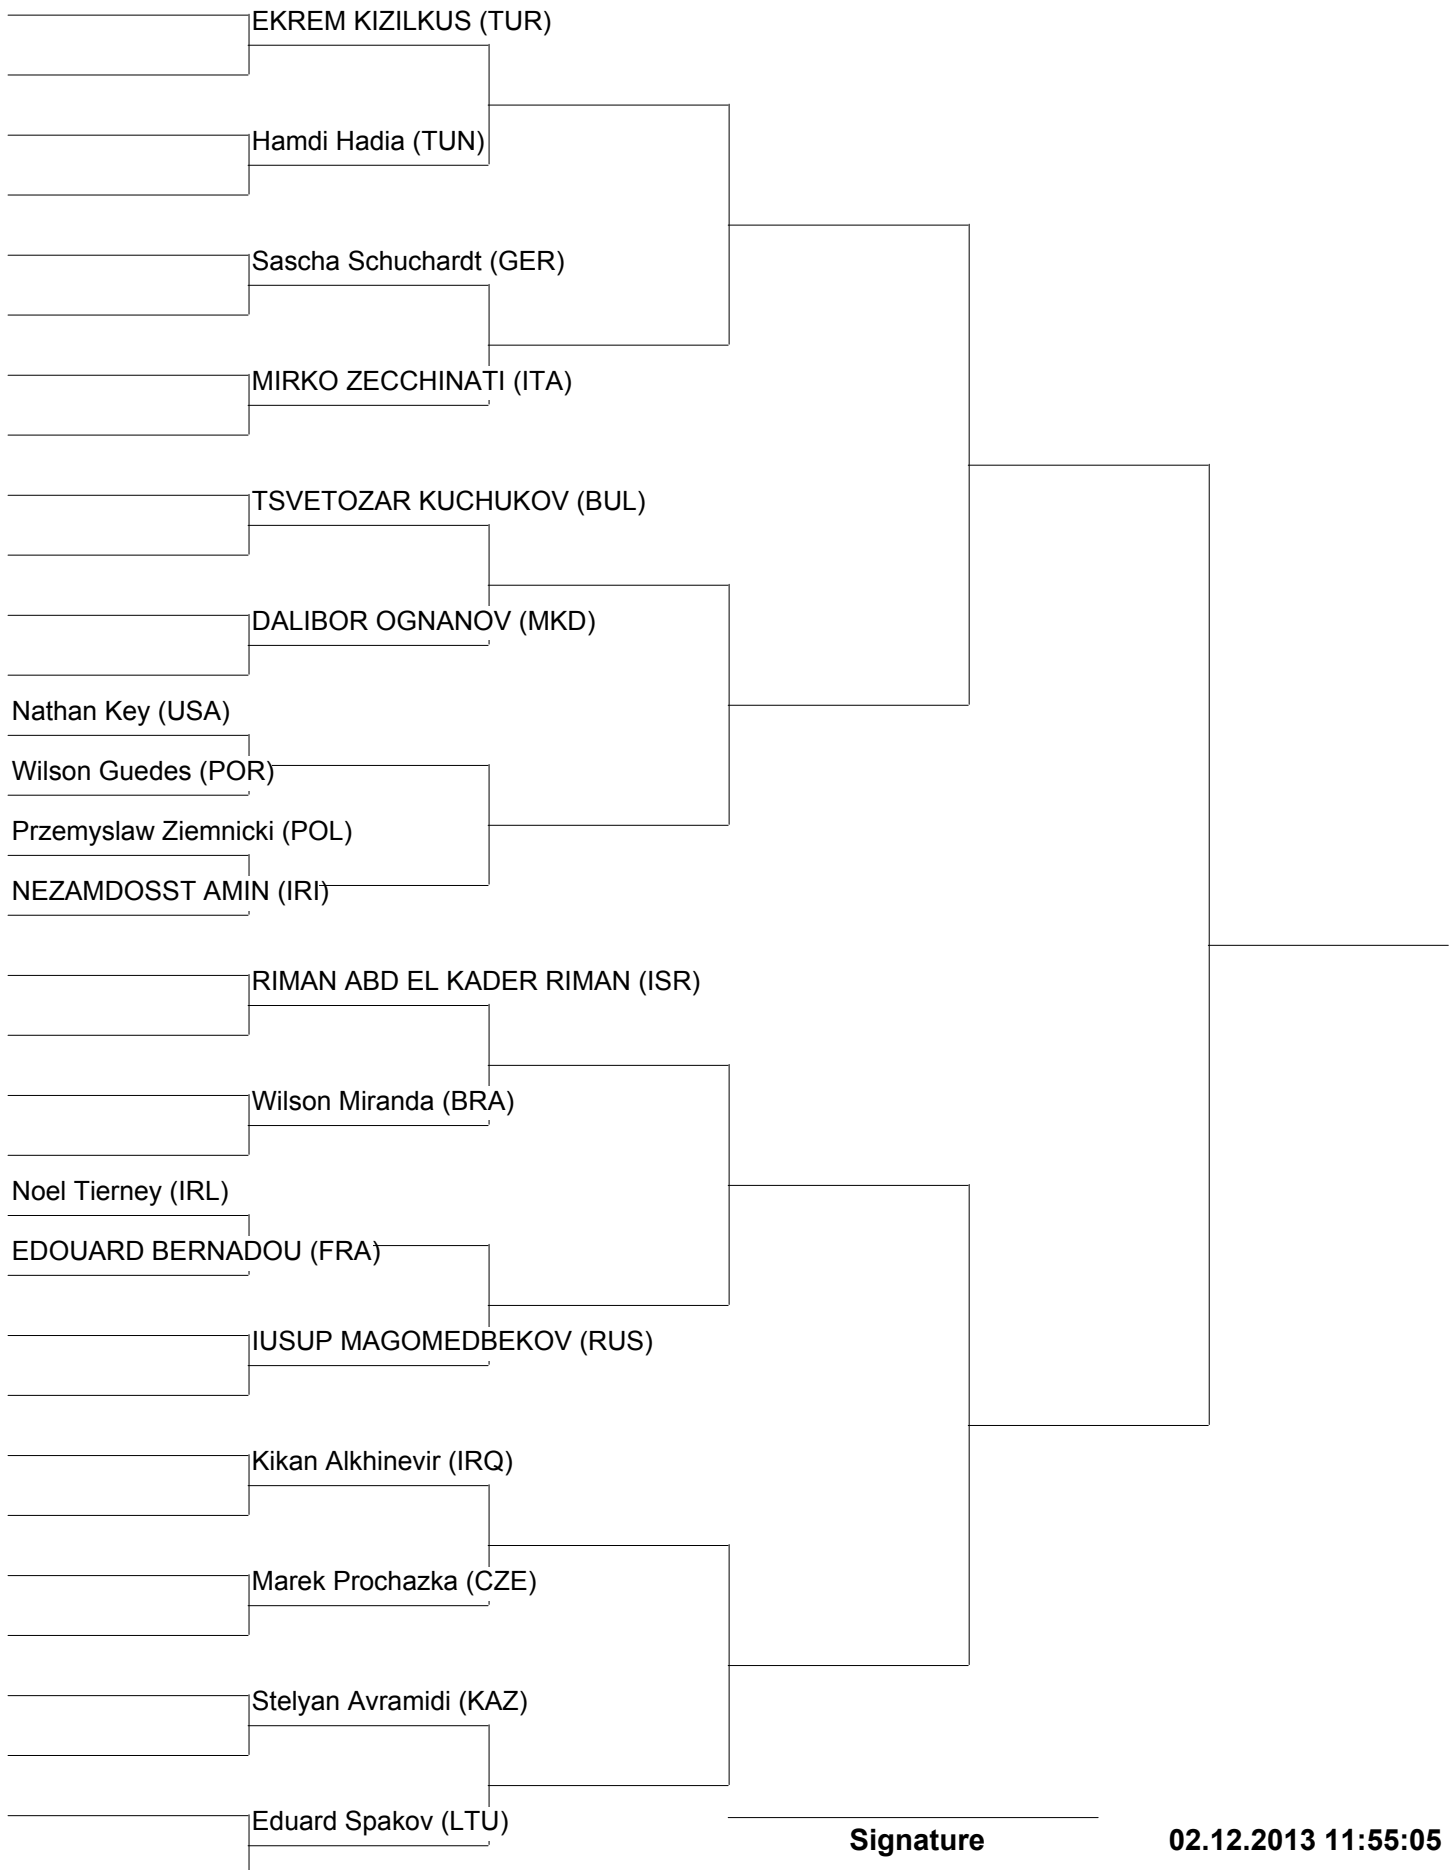 EKREM KIZILKUS (TUR)
Hamdi Hadia (TUN)
Sascha Schuchardt (GER)
MIRKO ZECCHINATI (ITA)
TSVETOZAR KUCHUKOV (BUL)
DALIBOR OGNANOV (MKD)
Nathan Key (USA)
Wilson Guedes (POR)
Przemyslaw Ziemnicki (POL)
NEZAMDOSST AMIN (IRI)
RIMAN ABD EL KADER RIMAN (ISR)
Wilson Miranda (BRA)
Noel Tierney (IRL)
EDOUARD BERNADOU (FRA)
IUSUP MAGOMEDBEKOV (RUS)
Kikan Alkhinevir (IRQ)
Marek Prochazka (CZE)
Stelyan Avramidi (KAZ)
Eduard Spakov (LTU)
Signature 02.12.2013 11:55:05